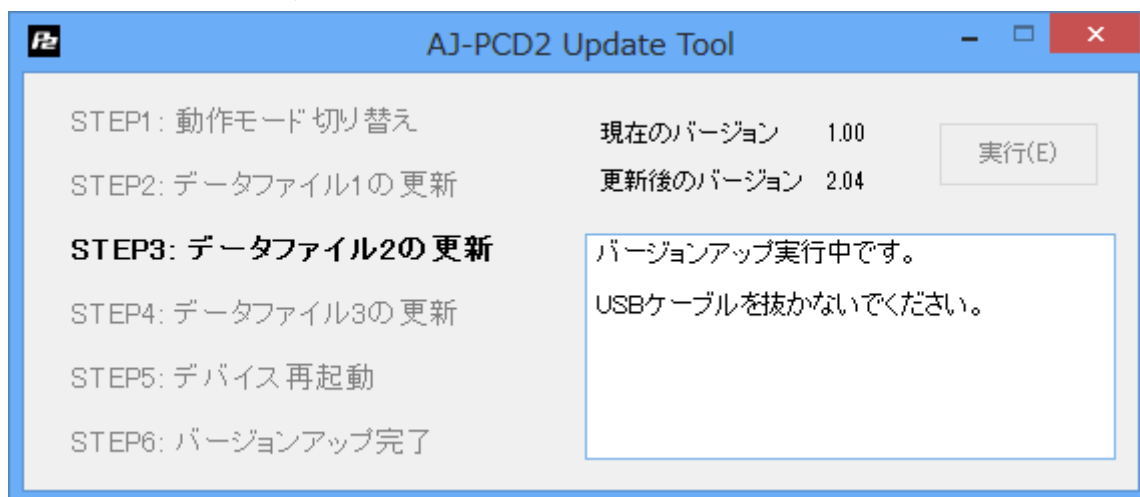 P2
AJ-PCD2 Update Tool
STEP1: 動作モード切り替え
STEP2: データファイル1の更新
STEP3: データファイル2の更新
STEP4: データファイル3の更新
STEP5: デバイス再起動
STEP6: バージョンアップ完了
現在のバージョン 1.00
更新後のバージョン 2.04
実行(E)
バージョンアップ実行中です。
USBケーブルを抜かないでください。